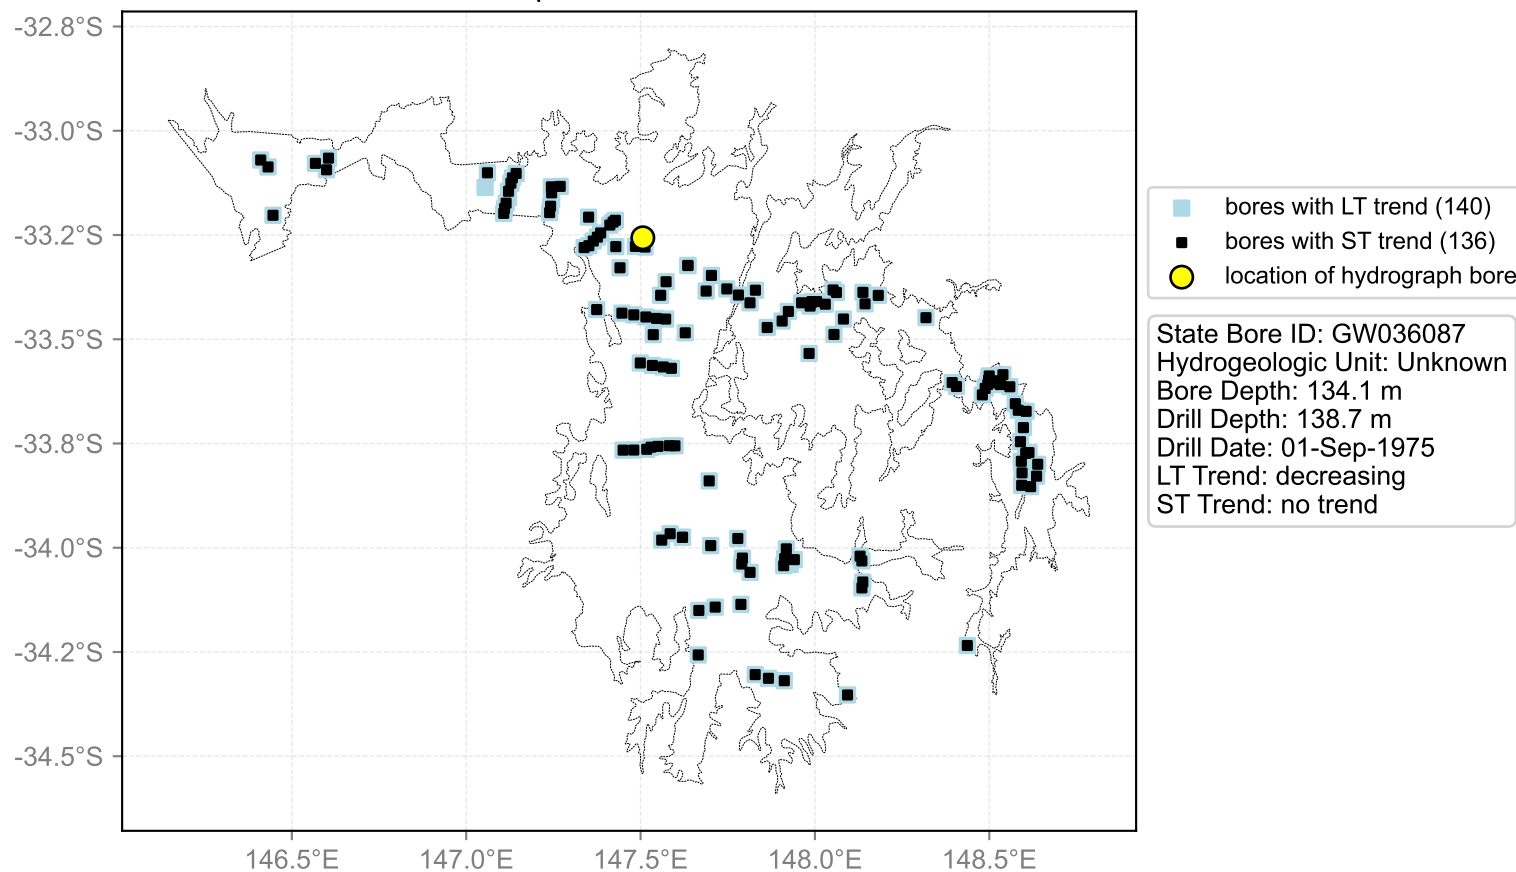 -32.8°S
-33.0°S
-33.2°S
-33.5°S
-33.8°S
-34.0°S
-34.2°S
-34.5°S
146.5°E
147.0°E
147.5°E
148.0°E
148.5°E
bores with LT trend (140)
bores with ST trend (136)
location of hydrograph bore
State Bore ID: GW036087
Hydrogeologic Unit: Unknown
Bore Depth: 134.1 m
Drill Depth: 138.7 m
Drill Date: 01-Sep-1975
LT Trend: decreasing
ST Trend: no trend